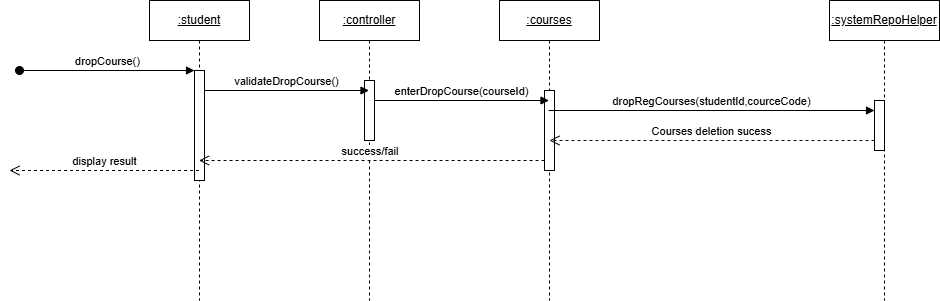 :student
:controller
:courses
:systemRepoHelper
dropCourse()
validateDropCourse()
enterDropCourse(courseId)
dropRegCourses(studentId,courceCode)
Courses deletion sucess
success/fail
display result